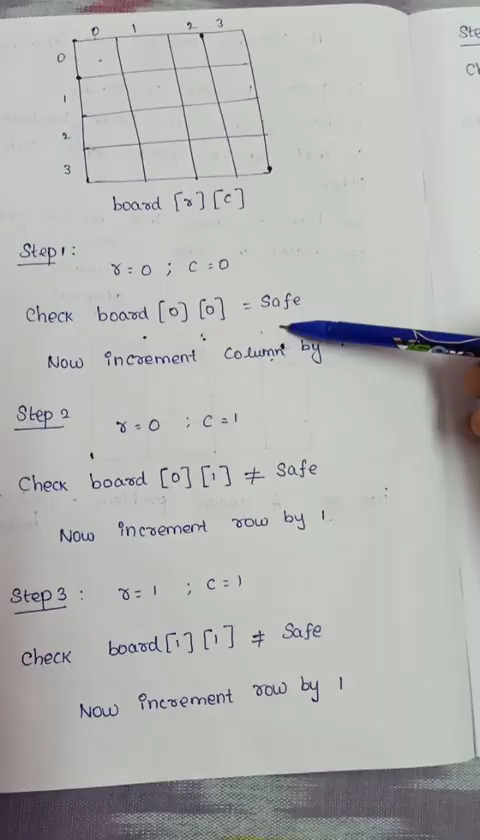 0 1 2 3
0
1
2
3
board [r][c]
Step 1:
r = 0 ; c = 0
Check board [0][0] = Safe
Now increment column by
Step 2
r = 0 ; c = 1
Check board [0][1] ≠ Safe
Now increment row by 1.
Step 3 : r = 1 ; c = 1
Check board[1][1] ≠ Safe
Now increment row by 1
Ste
Ch